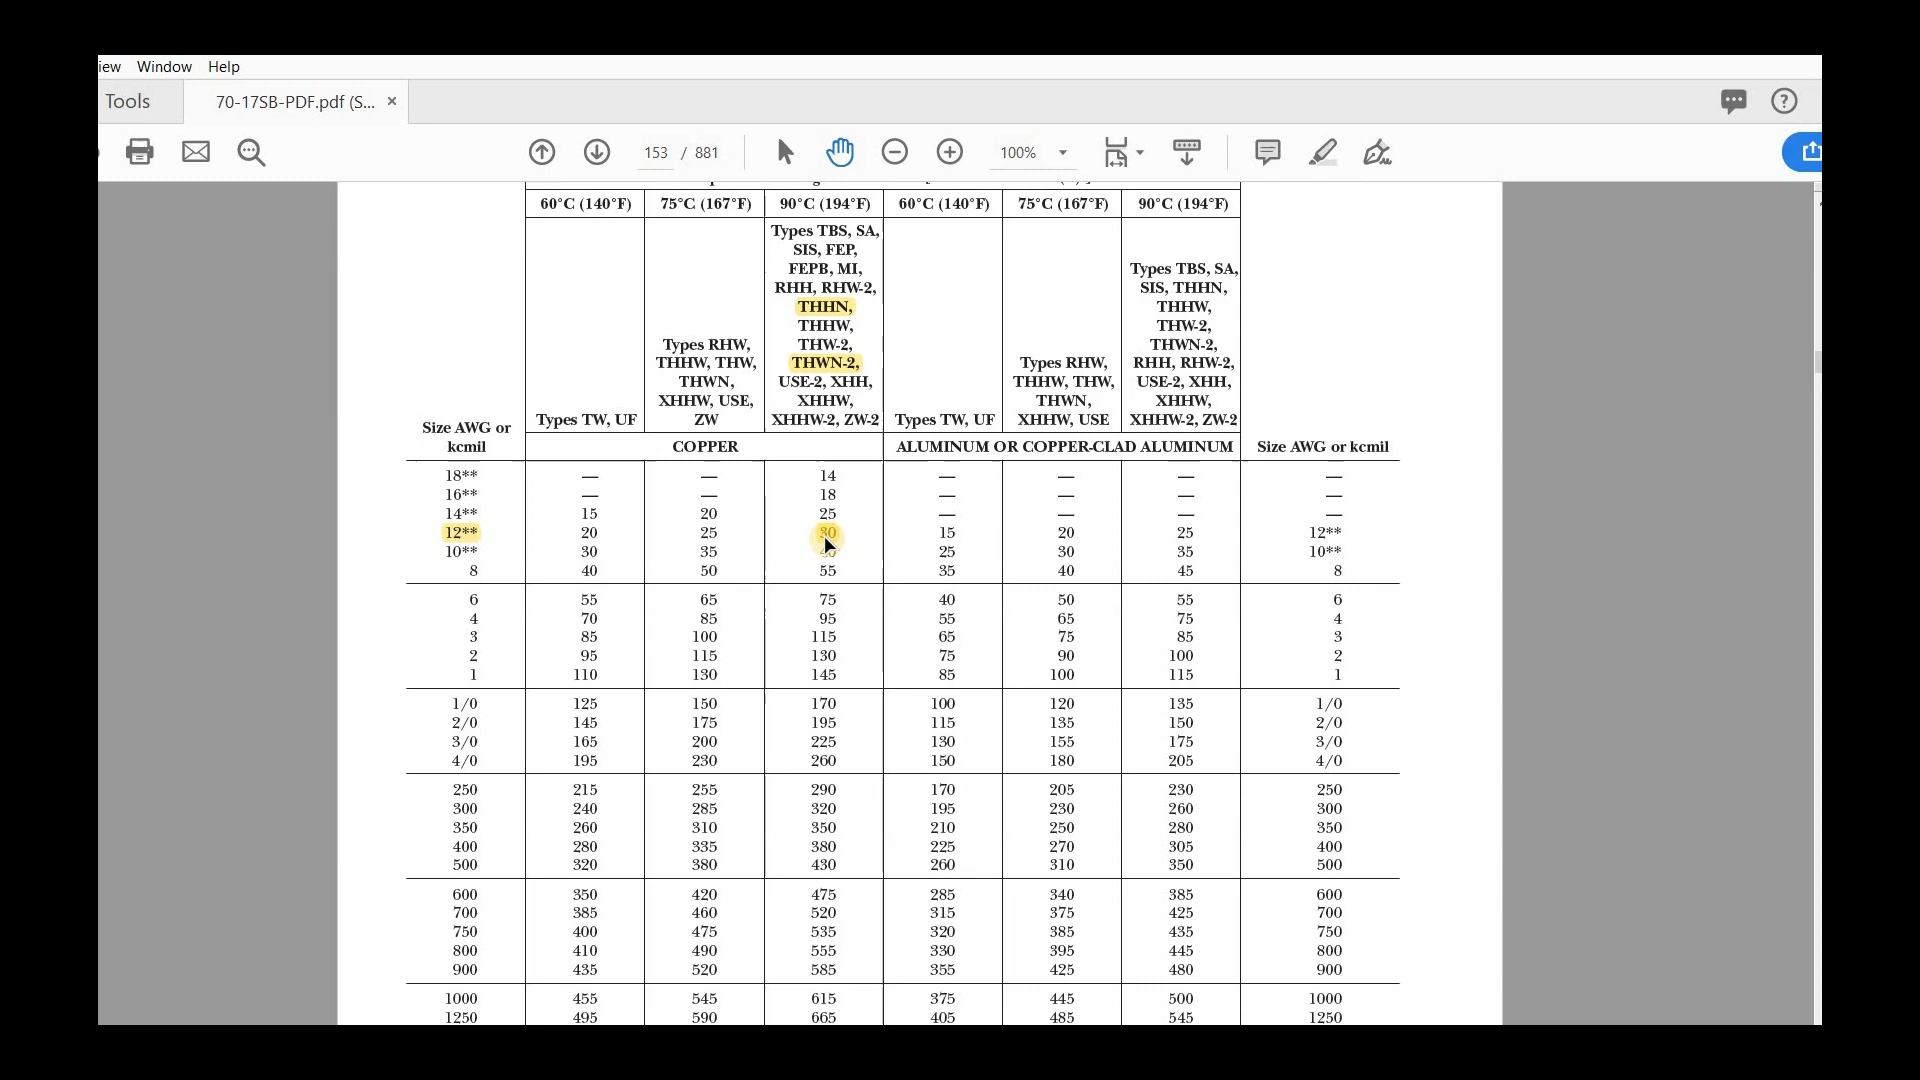 iew Window Help
Tools 70-17SB-PDF.pdf (S... ×
153 / 881 100%
60°C (140°F) 75°C (167°F) 90°C (194°F) 60°C (140°F) 75°C (167°F) 90°C (194°F)
Types TBS, SA,
SIS, FEP,
FEPB, MI,
RHH, RHW-2,
THHN,
THHW,
THW-2,
THWN-2,
USE-2, XHH,
XHHW,
XHHW-2, ZW-2
Types RHW,
THHW, THW,
THWN,
XHHW, USE,
ZW
Types TW, UF
Types TW, UF
Types RHW,
THHW, THW,
THWN,
XHHW, USE
Types TBS, SA,
SIS, THHN,
THHW,
THW-2,
THWN-2,
RHH, RHW-2,
USE-2, XHH,
XHHW,
XHHW-2, ZW-2
Size AWG or
kcmil
COPPER ALUMINUM OR COPPER-CLAD ALUMINUM Size AWG or kcmil
18** — — 14 — — — —
16** — — 18 — — — —
14** 15 20 25 — — — —
12** 20 25 30 15 20 25 12**
10** 30 35 25 30 35 10**
8 40 50 55 35 40 45 8
6 55 65 75 40 50 55 6
4 70 85 95 55 65 75 4
3 85 100 115 65 75 85 3
2 95 115 130 75 90 100 2
1 110 130 145 85 100 115 1
1/0 125 150 170 100 120 135 1/0
2/0 145 175 195 115 135 150 2/0
3/0 165 200 225 130 155 175 3/0
4/0 195 230 260 150 180 205 4/0
250 215 255 290 170 205 230 250
300 240 285 320 195 230 260 300
350 260 310 350 210 250 280 350
400 280 335 380 225 270 305 400
500 320 380 430 260 310 350 500
600 350 420 475 285 340 385 600
700 385 460 520 315 375 425 700
750 400 475 535 320 385 435 750
800 410 490 555 330 395 445 800
900 435 520 585 355 425 480 900
1000 455 545 615 375 445 500 1000
1250 495 590 665 405 485 545 1250